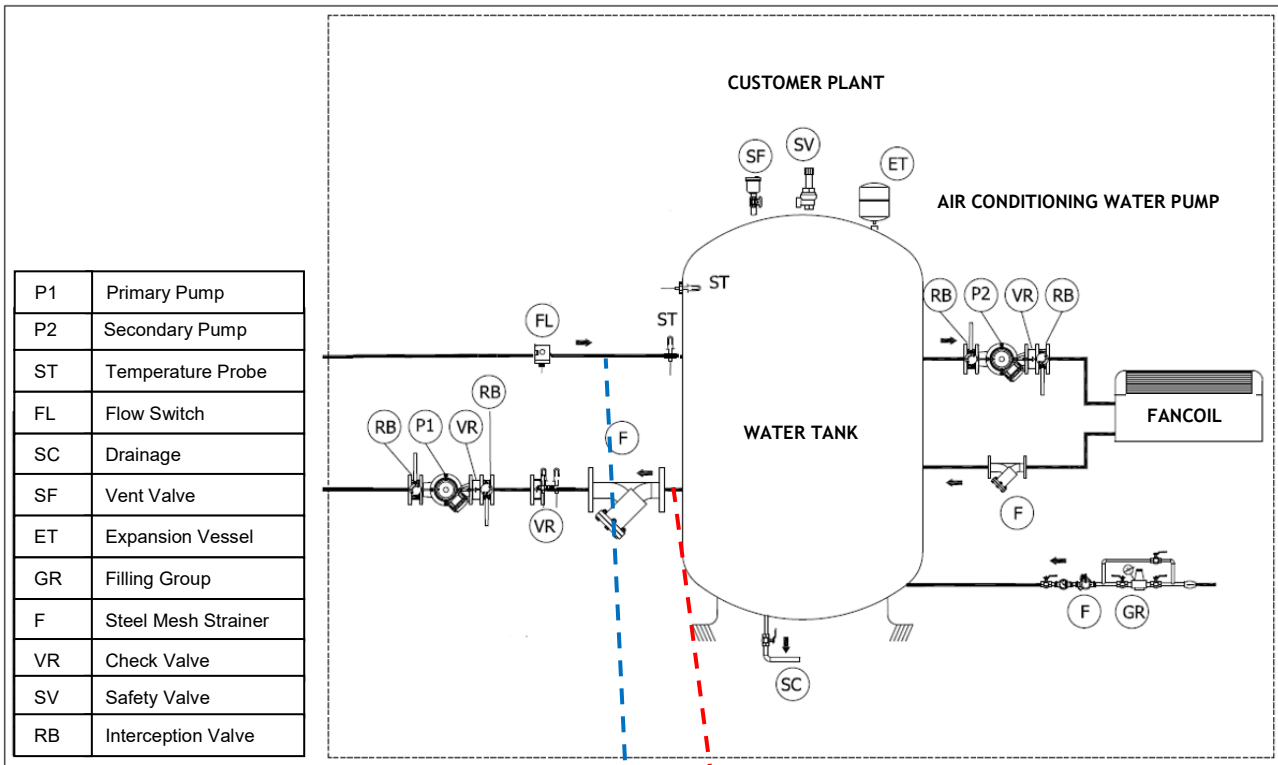 CUSTOMER PLANT
SF
SV
ET
AIR CONDITIONING WATER PUMP
ST
FL
ST
RB
P2
VR
RB
FANCOIL
RB
P1
VR
RB
F
WATER TANK
VR
F
F
GR
SC
P1 Primary Pump
P2 Secondary Pump
ST Temperature Probe
FL Flow Switch
SC Drainage
SF Vent Valve
ET Expansion Vessel
GR Filling Group
F Steel Mesh Strainer
VR Check Valve
SV Safety Valve
RB Interception Valve